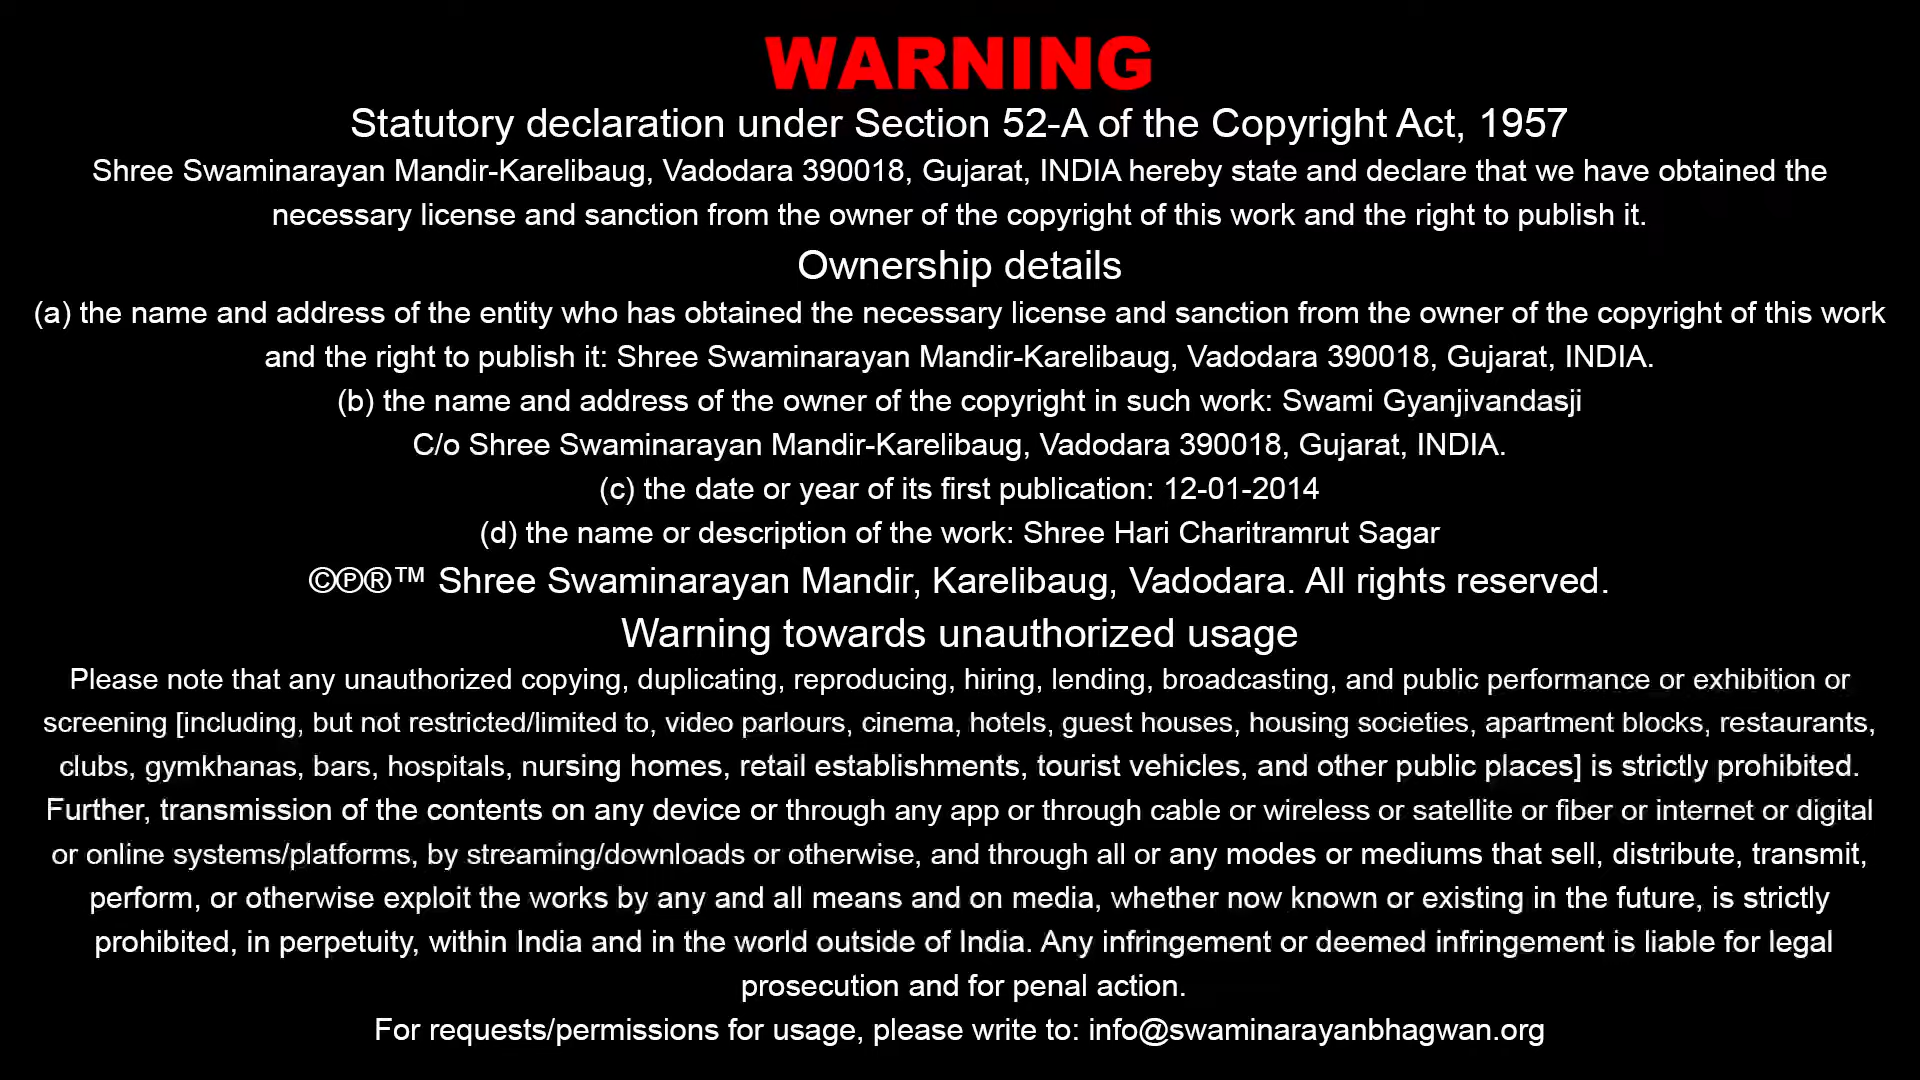 WARNING
Statutory declaration under Section 52-A of the Copyright Act, 1957
Shree Swaminarayan Mandir-Karelibaug, Vadodara 390018, Gujarat, INDIA hereby state and declare that we have obtained the
necessary license and sanction from the owner of the copyright of this work and the right to publish it.
Ownership details
(a) the name and address of the entity who has obtained the necessary license and sanction from the owner of the copyright of this work
and the right to publish it: Shree Swaminarayan Mandir-Karelibaug, Vadodara 390018, Gujarat, INDIA.
(b) the name and address of the owner of the copyright in such work: Swami Gyanjivandasji
C/o Shree Swaminarayan Mandir-Karelibaug, Vadodara 390018, Gujarat, INDIA.
(c) the date or year of its first publication: 12-01-2014
(d) the name or description of the work: Shree Hari Charitramrut Sagar
©℗®™ Shree Swaminarayan Mandir, Karelibaug, Vadodara. All rights reserved.
Warning towards unauthorized usage
Please note that any unauthorized copying, duplicating, reproducing, hiring, lending, broadcasting, and public performance or exhibition or
screening [including, but not restricted/limited to, video parlours, cinema, hotels, guest houses, housing societies, apartment blocks, restaurants,
clubs, gymkhanas, bars, hospitals, nursing homes, retail establishments, tourist vehicles, and other public places] is strictly prohibited.
Further, transmission of the contents on any device or through any app or through cable or wireless or satellite or fiber or internet or digital
or online systems/platforms, by streaming/downloads or otherwise, and through all or any modes or mediums that sell, distribute, transmit,
perform, or otherwise exploit the works by any and all means and on media, whether now known or existing in the future, is strictly
prohibited, in perpetuity, within India and in the world outside of India. Any infringement or deemed infringement is liable for legal
prosecution and for penal action.
For requests/permissions for usage, please write to: info@swaminarayanbhagwan.org